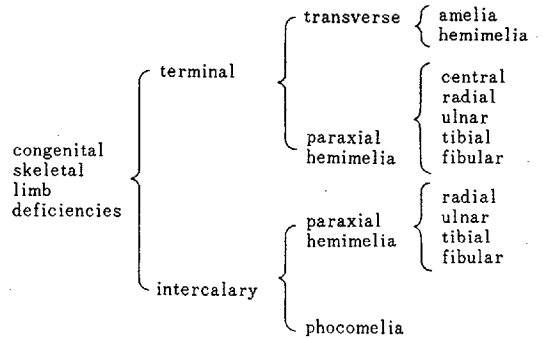 congenital
skeletal
limb
deficiencies
terminal
transverse
amelia
hemimelia
paraxial
hemimelia
central
radial
ulnar
tibial
fibular
intercalary
paraxial
hemimelia
radial
ulnar
tibial
fibular
phocomelia